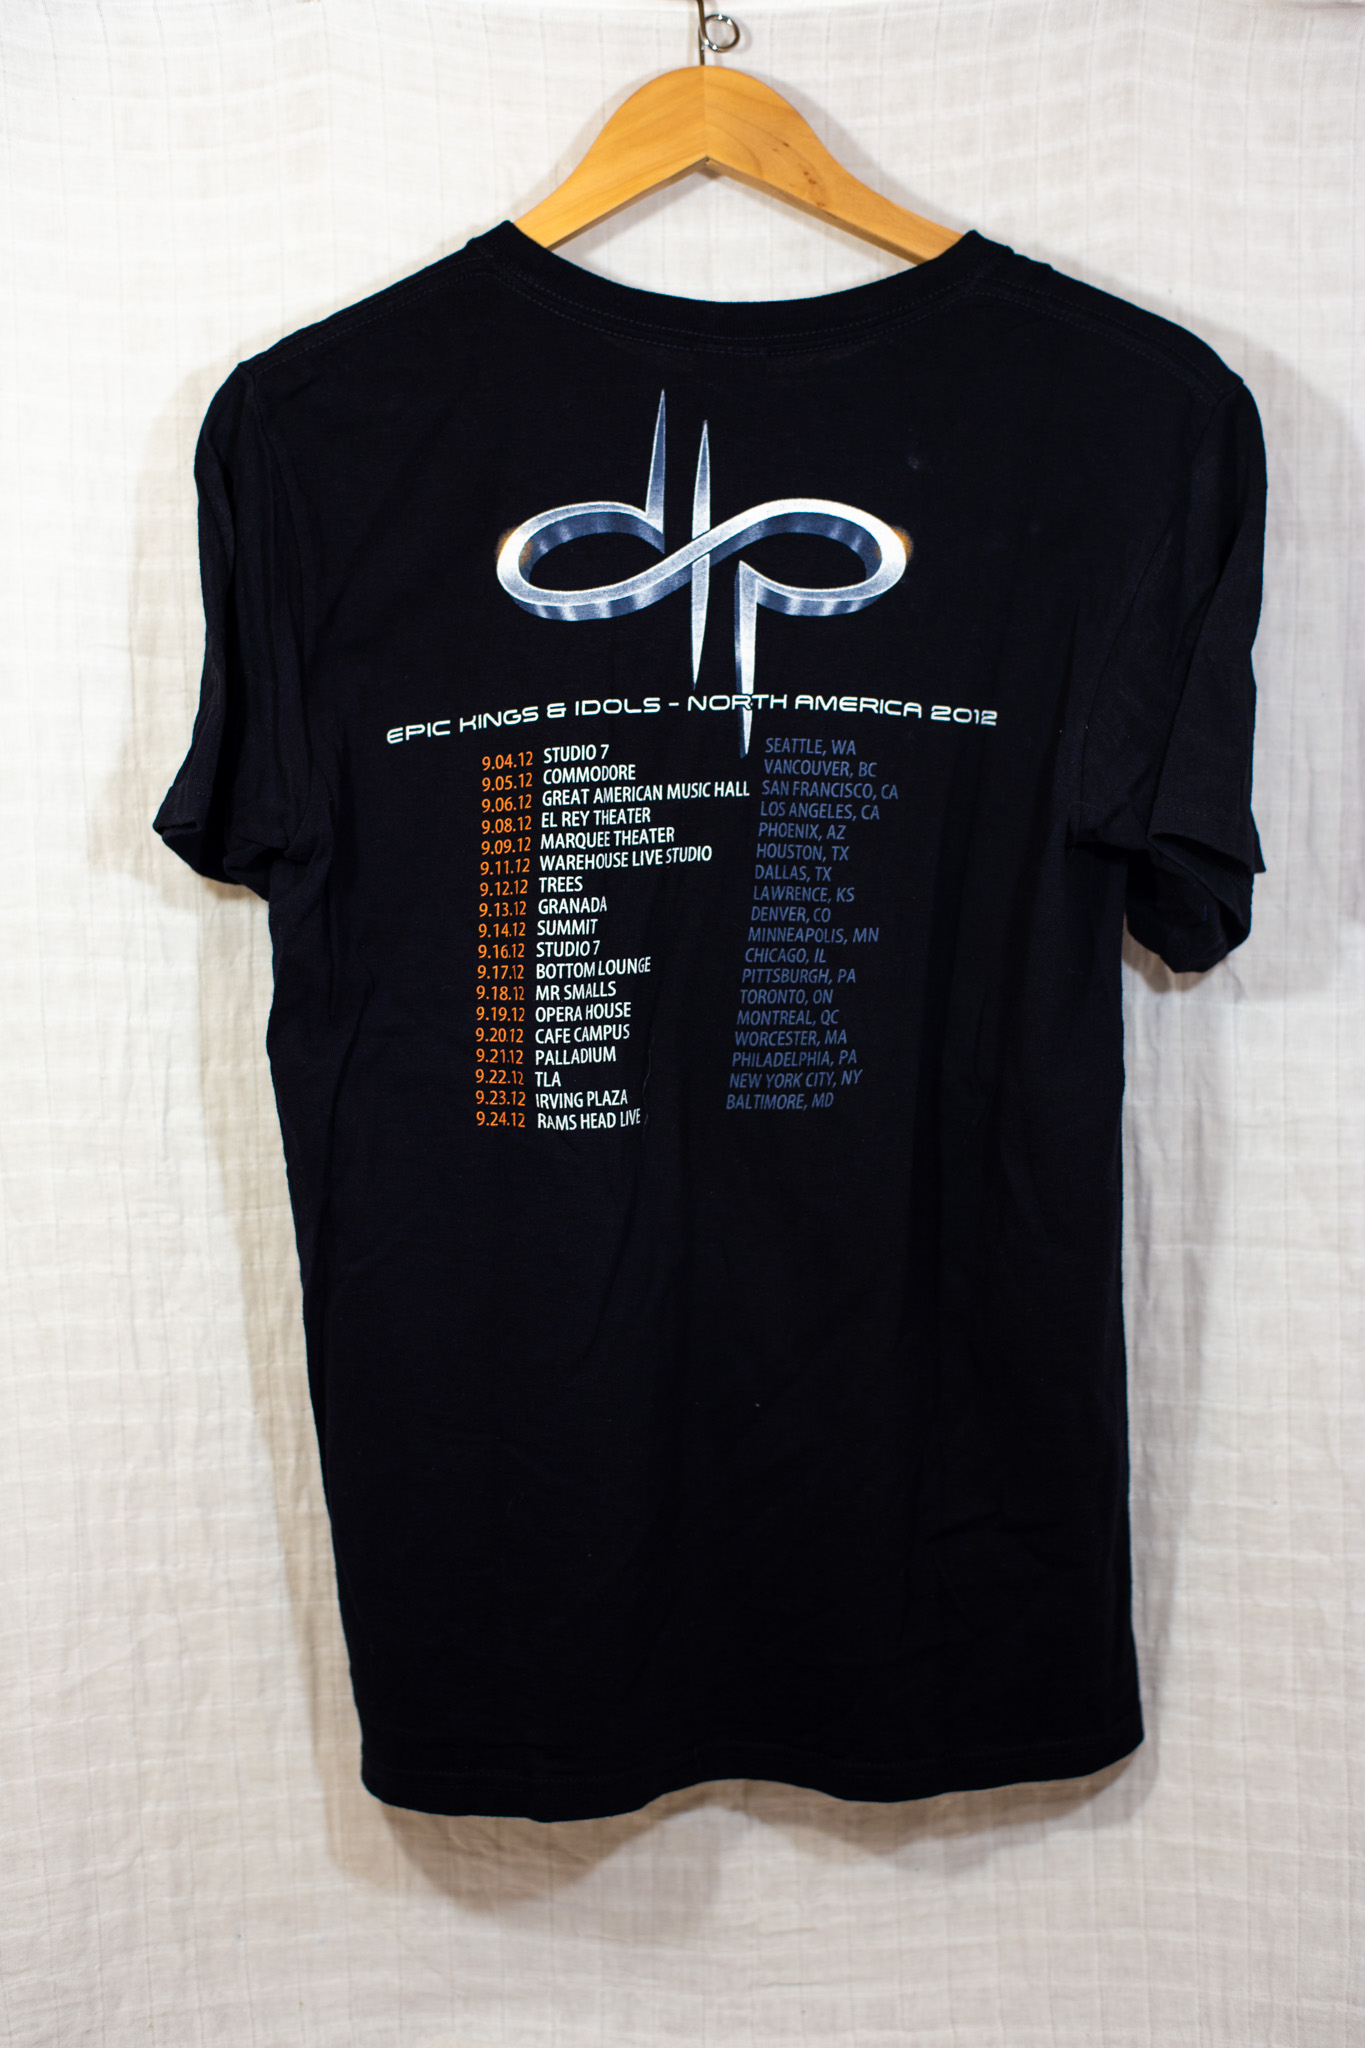 dp
EPIC KINGS & IDOLS - NORTH AMERICA 2012
9.04.12 STUDIO 7 SEATTLE, WA
9.05.12 COMMODORE VANCOUVER, BC
9.06.12 GREAT AMERICAN MUSIC HALL SAN FRANCISCO, CA
9.08.12 EL REY THEATER LOS ANGELES, CA
9.09.12 MARQUEE THEATER PHOENIX, AZ
9.11.12 WAREHOUSE LIVE STUDIO HOUSTON, TX
9.12.12 TREES DALLAS, TX
9.13.12 GRANADA LAWRENCE, KS
9.14.12 SUMMIT DENVER, CO
9.16.12 STUDIO 7 MINNEAPOLIS, MN
9.17.12 BOTTOM LOUNGE CHICAGO, IL
9.18.12 MR SMALLS PITTSBURGH, PA
9.19.12 OPERA HOUSE TORONTO, ON
9.20.12 CAFE CAMPUS MONTREAL, QC
9.21.12 PALLADIUM WORCESTER, MA
9.22.12 TLA PHILADELPHIA, PA
9.23.12 IRVING PLAZA NEW YORK CITY, NY
9.24.12 RAMS HEAD LIVE BALTIMORE, MD